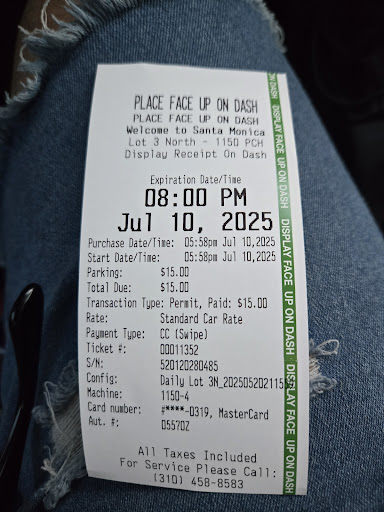 PLACE FACE UP ON DASH
PLACE FACE UP ON DASH
Welcome to Santa Monica
Lot 3 North - 1150 PCH
Display Receipt On Dash
Expiration Date/Time
08:00 PM
Jul 10, 2025
Purchase Date/Time: 05:58pm Jul 10,2025
Start Date/Time: 05:58pm Jul 10,2025
Parking: $15.00
Total Due: $15.00
Transaction Type: Permit, Paid: $15.00
Rate: Standard Car Rate
Payment Type: CC (Swipe)
Ticket #: 00011352
S/N: 520120280485
Config: Daily Lot 3N_202505202115
Machine: 1150-4
Card number: #****-0319, MasterCard
Aut. #: 05570Z
All Taxes Included
For Service Please Call:
(310) 458-8583
ON DASH DISPLAY FACE UP ON DASH DISPLAY FACE UP ON DASH DISPLAY FACE UP ON DASH